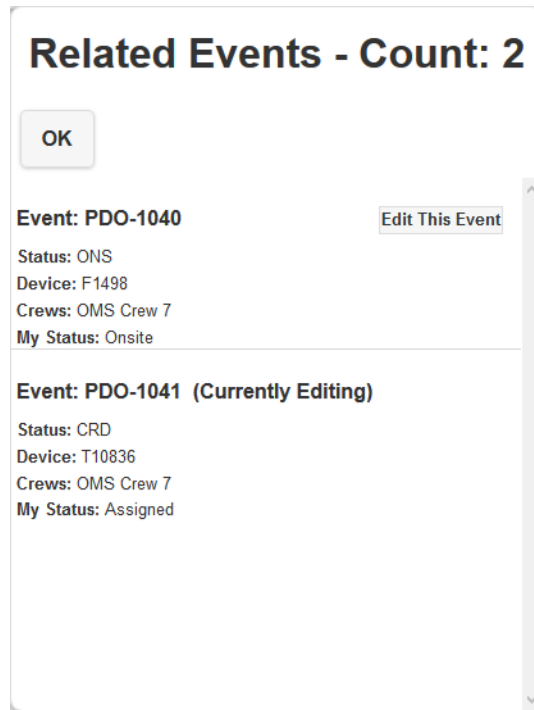 Related Events - Count: 2
OK
Event: PDO-1040
Edit This Event
Status: ONS
Device: F1498
Crews: OMS Crew 7
My Status: Onsite
Event: PDO-1041 (Currently Editing)
Status: CRD
Device: T10836
Crews: OMS Crew 7
My Status: Assigned